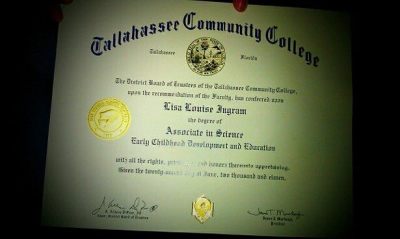 Tallahassee Community College
Tallahassee Florida
The District Board of Trustees of the Tallahassee Community College,
upon the recommendation of the Faculty, has conferred upon
Lisa Louise Ingram
the degree of
Associate in Science
Early Childhood Development and Education
with all the rights, and honors thereunto appertaining.
Given the day of June, two thousand and eleven.